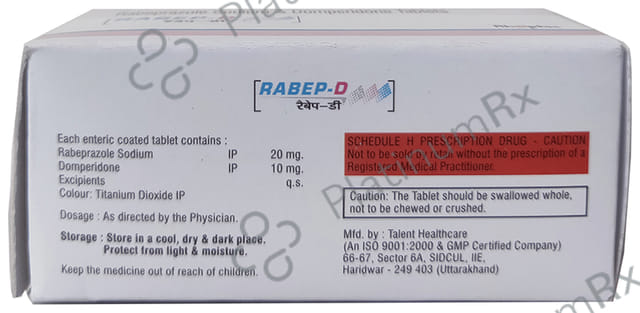 Rabeprazole Sodium & Domperidone Tablets
RABEP-D
रैबेप-डी
Each enteric coated tablet contains :
Rabeprazole Sodium IP 20 mg.
Domperidone IP 10 mg.
Excipients q.s.
Colour: Titanium Dioxide IP
Dosage : As directed by the Physician.
Storage : Store in a cool, dry & dark place.
Protect from light & moisture.
Keep the medicine out of reach of children.
SCHEDULE H PRESCRIPTION DRUG - CAUTION
Not to be sold by retail without the prescription of a
Registered Medical Practitioner.
Caution: The Tablet should be swallowed whole,
not to be chewed or crushed.
Mfd. by : Talent Healthcare
(An ISO 9001:2000 & GMP Certified Company)
66-67, Sector 6A, SIDCUL, IIE,
Haridwar - 249 403 (Uttarakhand)
PlatinumRx